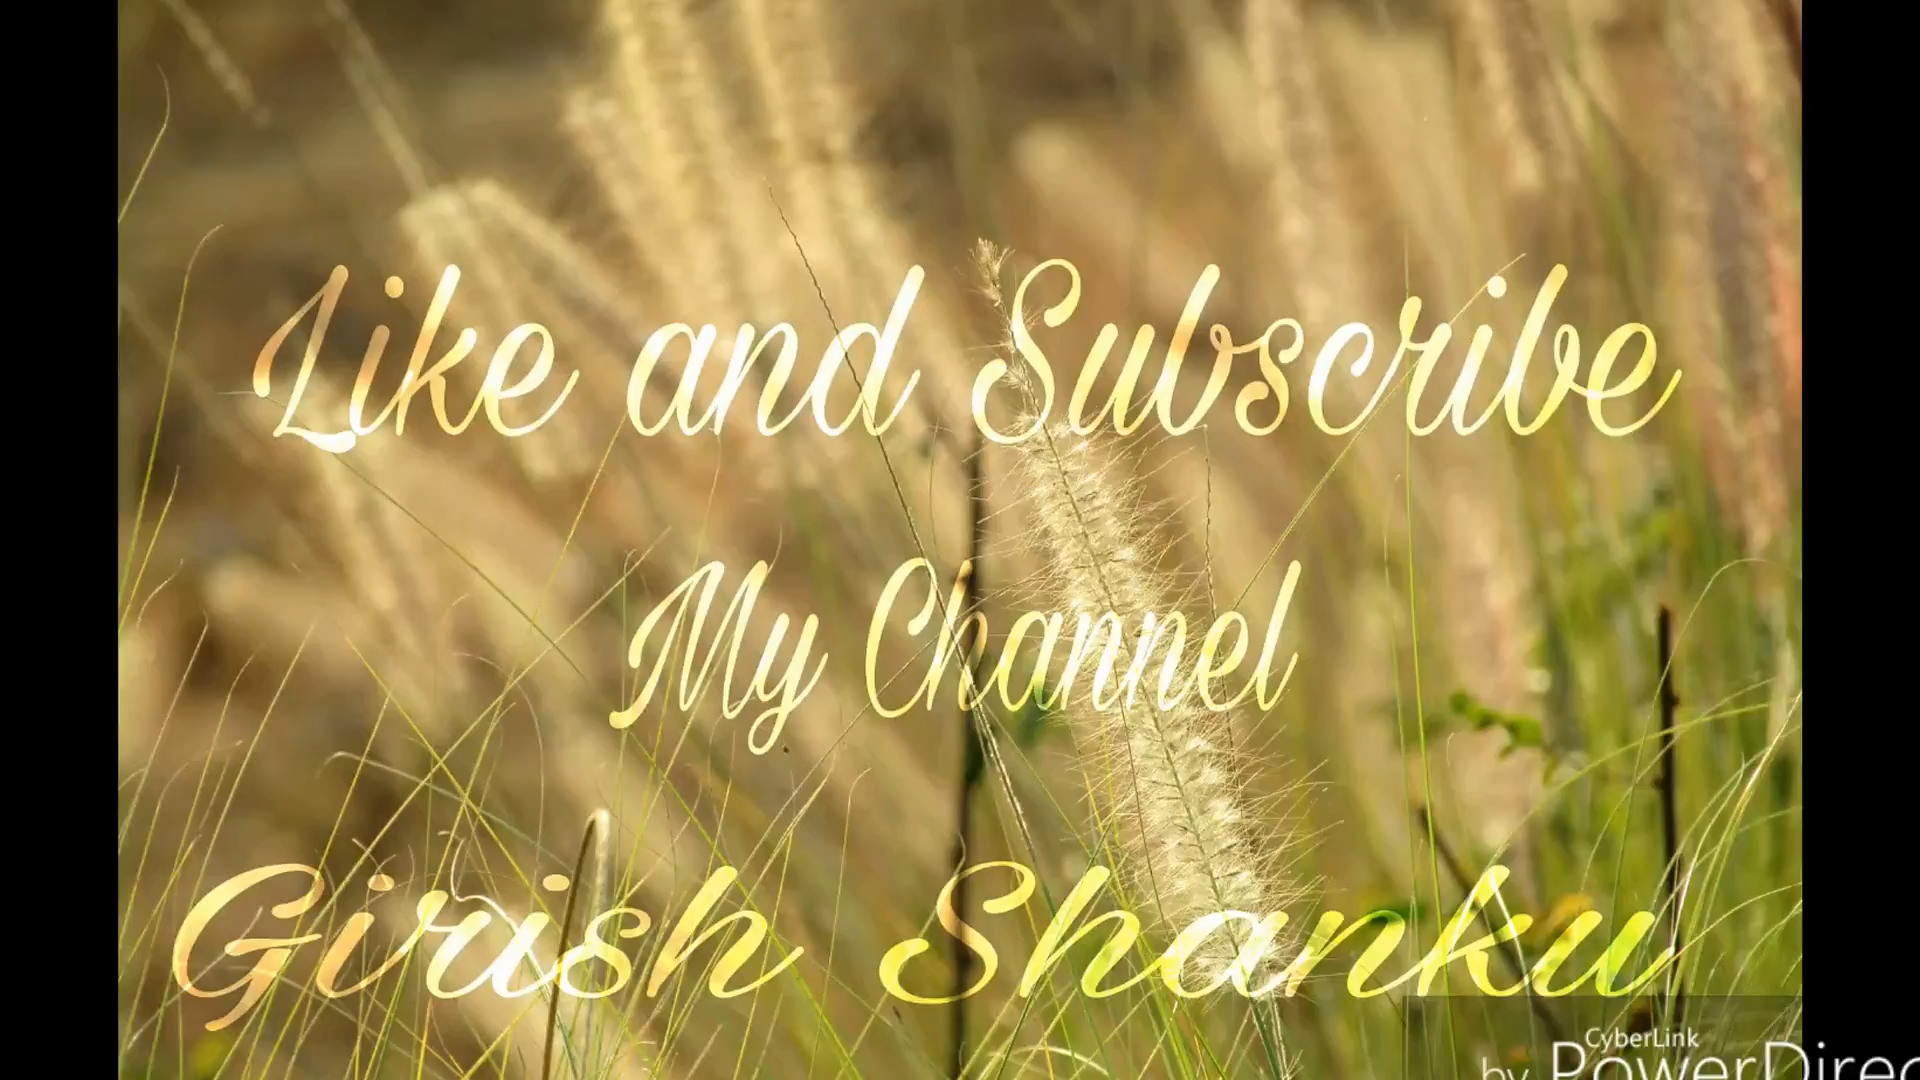 Like and Subscribe
My Channel
Girish Shanku
CyberLink
by PowerDirec